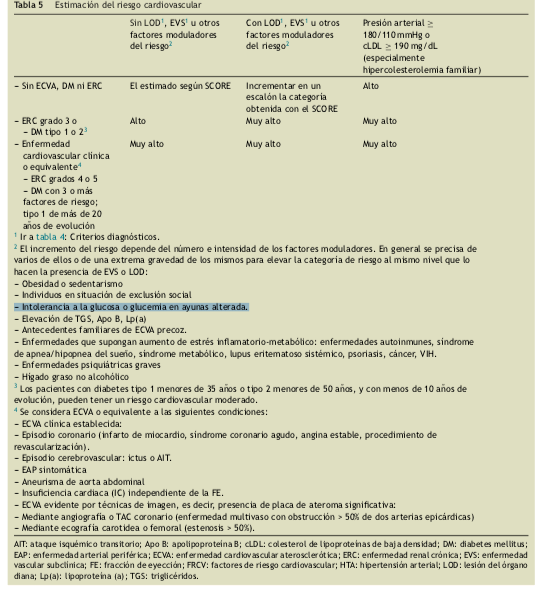 Tabla 5 Estimación del riesgo cardiovascular
Sin LOD¹, EVS¹ u otros factores moduladores del riesgo²
Con LOD¹, EVS¹ u otros factores moduladores del riesgo²
Presión arterial ≥ 180/110 mmHg o cLDL ≥ 190 mg/dL (especialmente hipercolesterolemia familiar)
– Sin ECVA, DM ni ERC
El estimado según SCORE
Incrementar en un escalón la categoría obtenida con el SCORE
Alto
– ERC grado 3 o
– DM tipo 1 o 2³
Alto
Muy alto
Muy alto
– Enfermedad cardiovascular clínica o equivalente⁴
– ERC grados 4 o 5
– DM con 3 o más factores de riesgo; tipo 1 de más de 20 años de evolución
Muy alto
Muy alto
Muy alto
¹ Ir a tabla 4: Criterios diagnósticos.
² El incremento del riesgo depende del número e intensidad de los factores moduladores. En general se precisa de
varios de ellos o de una extrema gravedad de los mismos para elevar la categoría de riesgo al mismo nivel que lo
hacen la presencia de EVS o LOD:
– Obesidad o sedentarismo
– Individuos en situación de exclusión social
– Intolerancia a la glucosa o glucemia en ayunas alterada.
– Elevación de TGS, Apo B, Lp(a)
– Antecedentes familiares de ECVA precoz.
– Enfermedades que supongan aumento de estrés inflamatorio-metabólico: enfermedades autoinmunes, síndrome
de apnea/hipopnea del sueño, síndrome metabólico, lupus eritematoso sistémico, psoriasis, cáncer, VIH.
– Enfermedades psiquiátricas graves
– Hígado graso no alcohólico
³ Los pacientes con diabetes tipo 1 menores de 35 años o tipo 2 menores de 50 años, y con menos de 10 años de
evolución, pueden tener un riesgo cardiovascular moderado.
⁴ Se considera ECVA o equivalente a las siguientes condiciones:
– ECVA clínica establecida:
– Episodio coronario (infarto de miocardio, síndrome coronario agudo, angina estable, procedimiento de
revascularización).
– Episodio cerebrovascular: ictus o AIT.
– EAP sintomática
– Aneurisma de aorta abdominal
– Insuficiencia cardiaca (IC) independiente de la FE.
– ECVA evidente por técnicas de imagen, es decir, presencia de placa de ateroma significativa:
– Mediante angiografía o TAC coronario (enfermedad multivaso con obstrucción > 50% de dos arterias epicárdicas)
– Mediante ecografía carotídea o femoral (estenosis > 50%).
AIT: ataque isquémico transitorio; Apo B: apolipoproteína B; cLDL: colesterol de lipoproteínas de baja densidad; DM: diabetes mellitus;
EAP: enfermedad arterial periférica; ECVA: enfermedad cardiovascular aterosclerótica; ERC: enfermedad renal crónica; EVS: enfermedad
vascular subclínica; FE: fracción de eyección; FRCV: factores de riesgo cardiovascular; HTA: hipertensión arterial; LOD: lesión del órgano
diana; Lp(a): lipoproteína (a); TGS: triglicéridos.